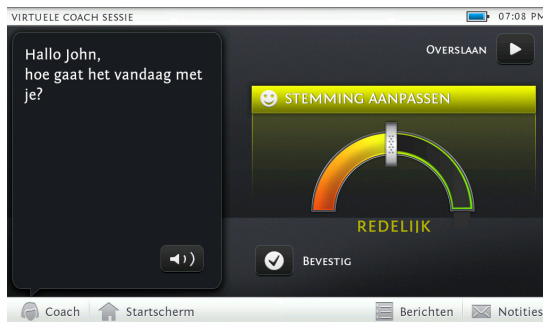 VIRTUELE COACH SESSIE
07:08 PM
Hallo John,
hoe gaat het vandaag met
je?
OVERSLAAN
STEMMING AANPASSEN
REDELIJK
BEVESTIG
Coach
Startscherm
Berichten
Notities